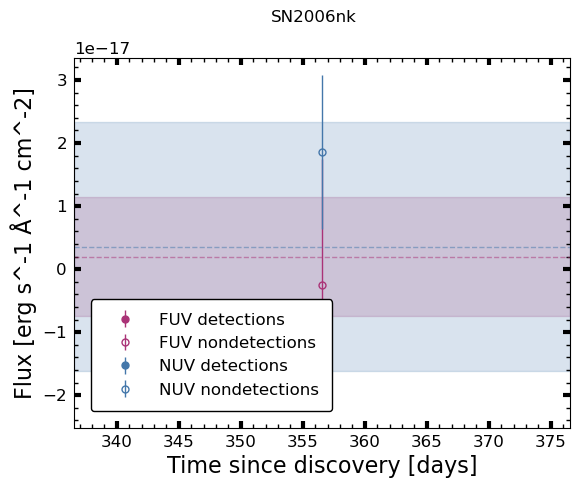 SN2006nk
1e−17
3
2
1
0
−1
−2
Flux [erg s^-1 Å^-1 cm^-2]
FUV detections
FUV nondetections
NUV detections
NUV nondetections
340 345 350 355 360 365 370 375
Time since discovery [days]